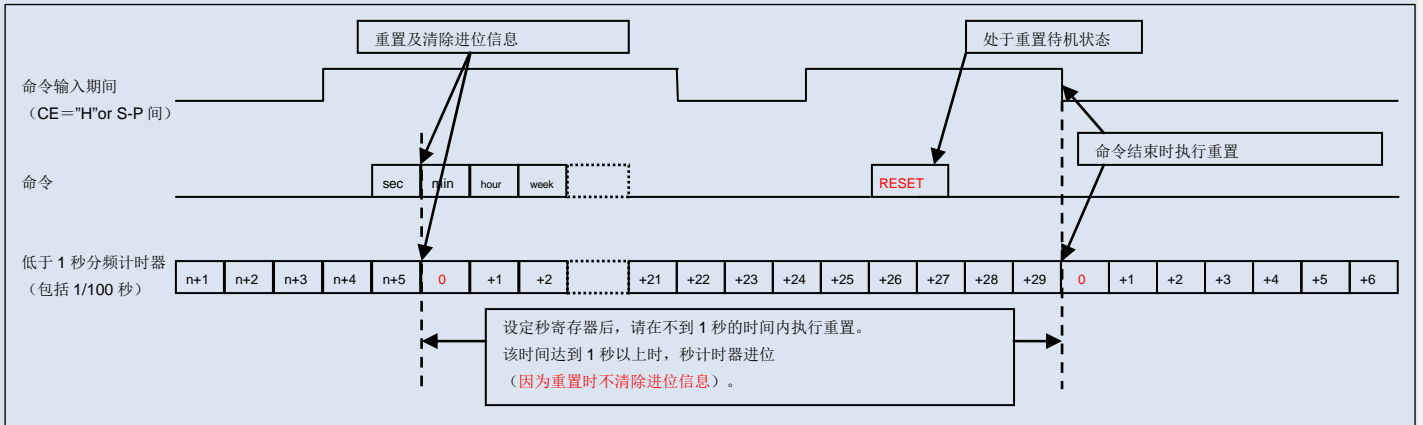 重置及清除进位信息
处于重置待机状态
命令输入期间
（CE＝”H”or S-P 间）
命令结束时执行重置
命令
sec min hour week
RESET
低于 1 秒分频计时器
（包括 1/100 秒）
n+1 n+2 n+3 n+4 n+5 0 +1 +2 +21 +22 +23 +24 +25 +26 +27 +28 +29 0 +1 +2 +3 +4 +5 +6
设定秒寄存器后，请在不到 1 秒的时间内执行重置。
该时间达到 1 秒以上时，秒计时器进位
（因为重置时不清除进位信息）。